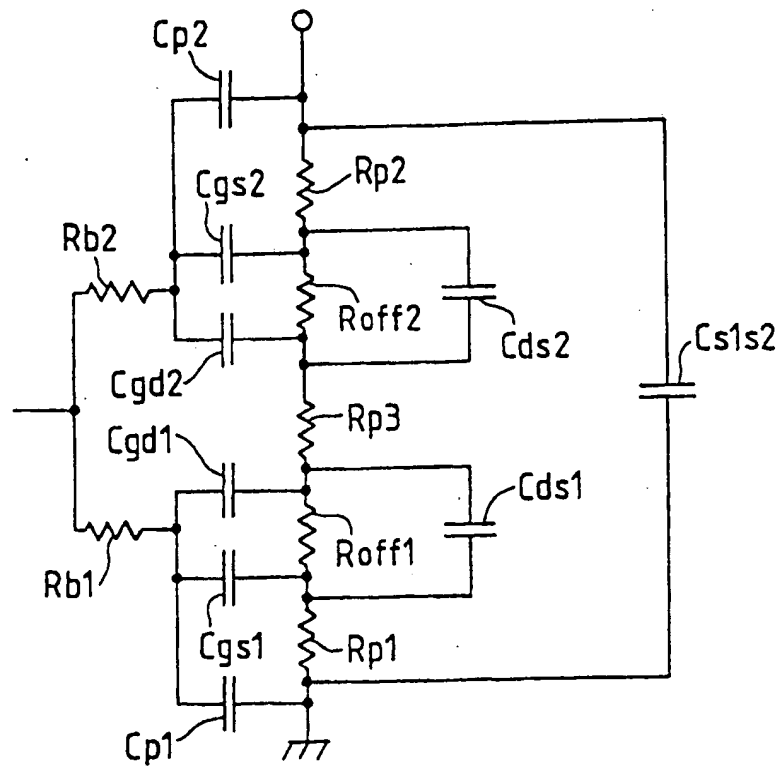 Cp2
Rp2
Cgs2
Rb2
Roff2
Cds2
Cs1s2
Cgd2
Rp3
Cgd1
Cds1
Roff1
Rb1
Cgs1
Rp1
Cp1